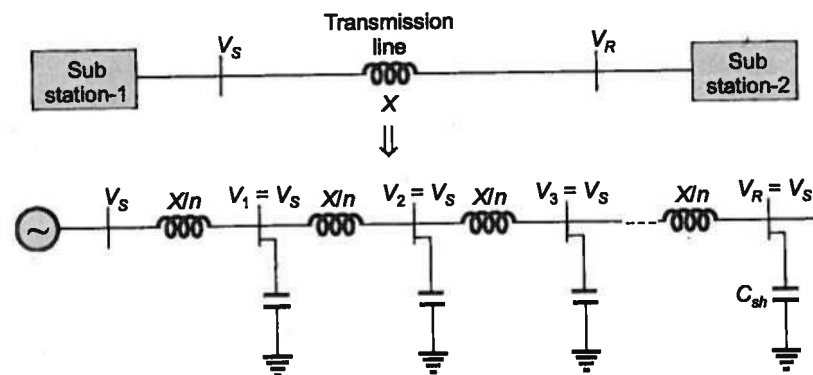 Transmission
line
V_S
V_R
Sub
station-1
Sub
station-2
X
V_S
X/n
V_1 = V_S
X/n
V_2 = V_S
X/n
V_3 = V_S
X/n
V_R = V_S
C_sh